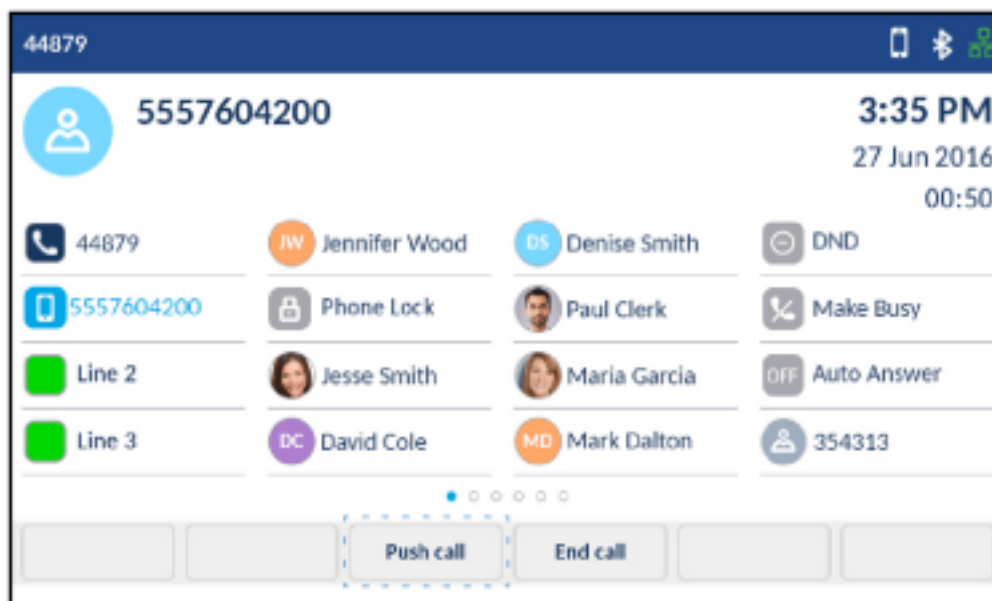 44879
5557604200
3:35 PM
27 Jun 2016
00:50
44879
JW Jennifer Wood
DS Denise Smith
DND
5557604200
Phone Lock
Paul Clerk
Make Busy
Line 2
Jesse Smith
Maria Garcia
OFF Auto Answer
Line 3
DC David Cole
MD Mark Dalton
354313
Push call
End call